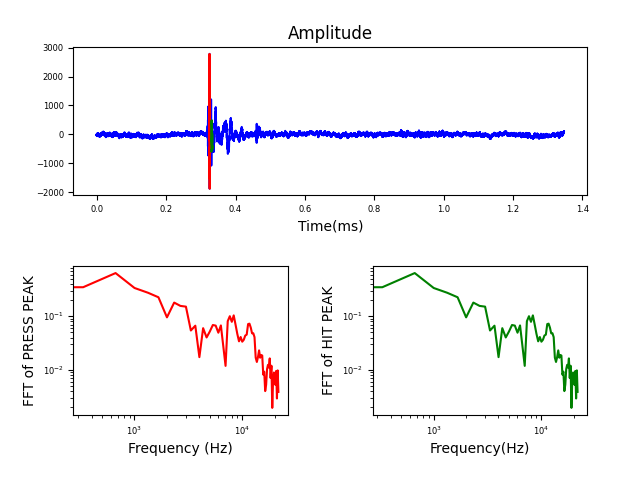 Amplitude
3000
2000
1000
0
−1000
−2000
0.0 0.2 0.4 0.6 0.8 1.0 1.2 1.4
Time(ms)
FFT of PRESS PEAK
10⁻¹
10⁻²
10³ 10⁴
Frequency (Hz)
FFT of HIT PEAK
10⁻¹
10⁻²
10³ 10⁴
Frequency(Hz)